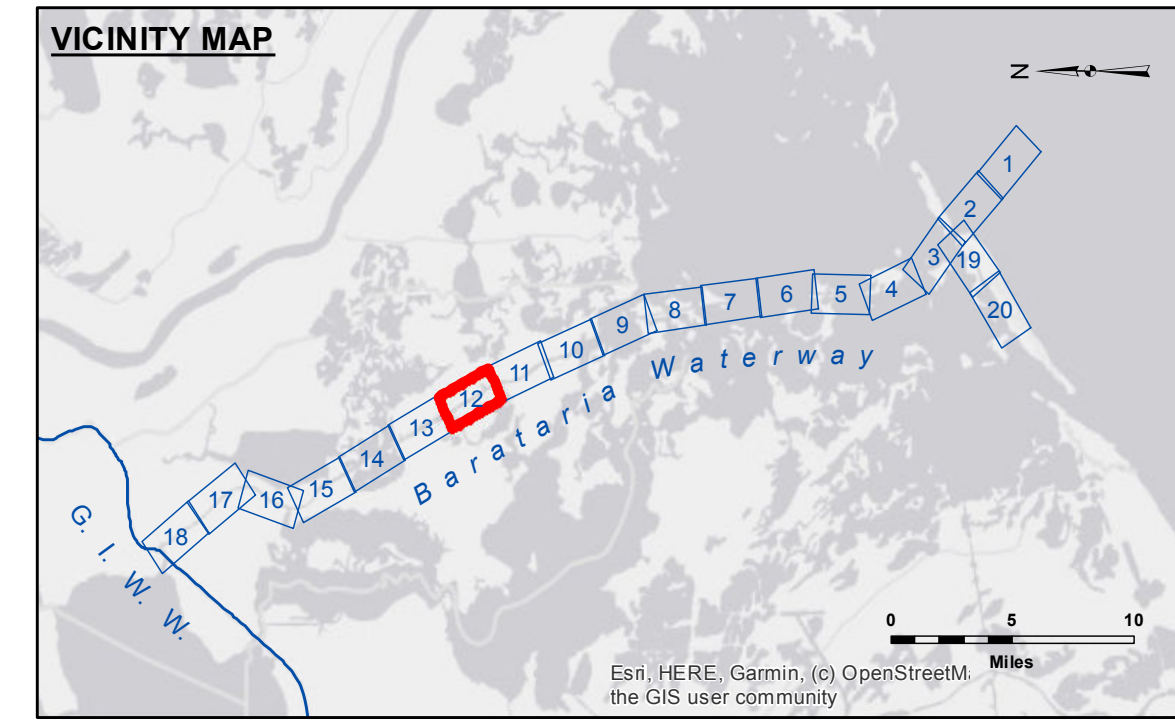 VICINITY MAP
N
1
2
3
19
20
4
5
6
7
8
9
10
11
12
13
14
15
16
17
18
Barataria Waterway
G. I. W. W.
0 5 10
Miles
Esri, HERE, Garmin, (c) OpenStreetM
the GIS user community